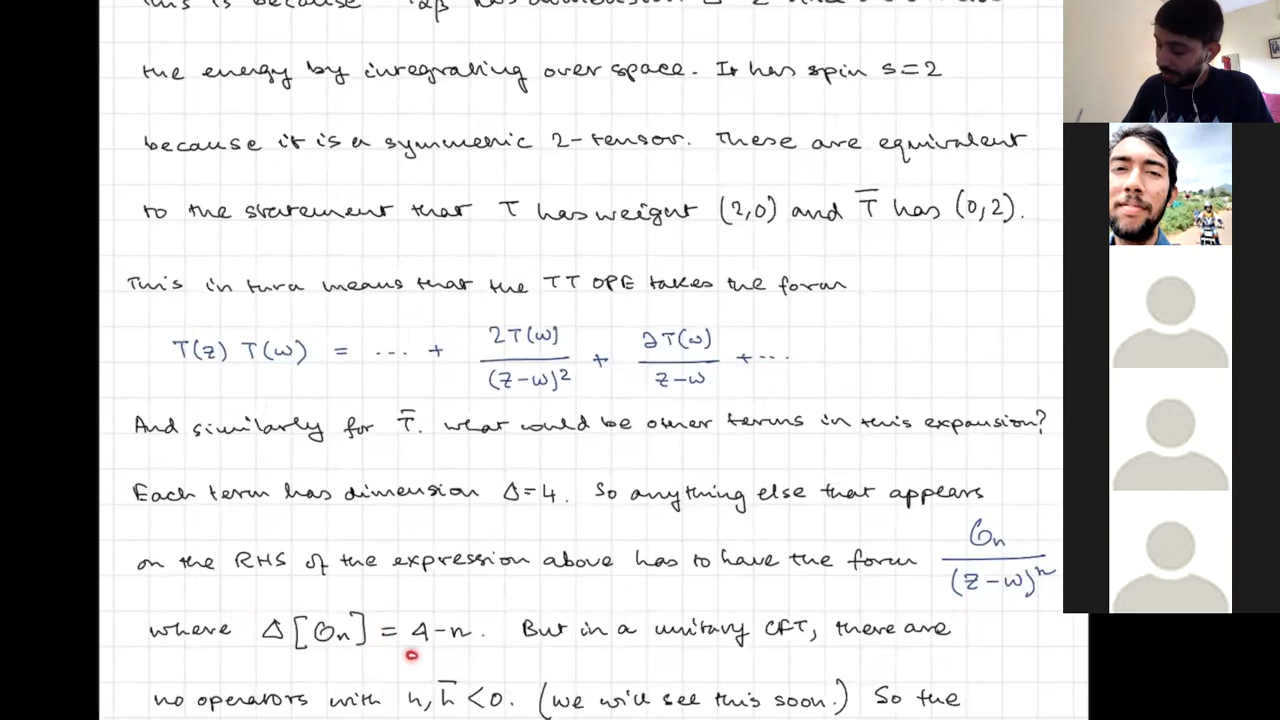 the energy by integrating over space. It has spin s=2
because it is a symmetric 2-tensor. These are equivalent
to the statement that T has weight (2,0) and T̄ has (0,2).
This in turn means that the TT OPE takes the form
T(z) T(w) = ... + 2T(w)/(z-w)² + ∂T(w)/z-w + ...
And similarly for T̄. What could be other terms in this expansion?
Each term has dimension Δ=4. So anything else that appears
on the RHS of the expression above has to have the form On/(z-w)ⁿ
where Δ[On] = 4-n. But in a unitary CFT, there are
no operators with h, h̄ <0. (we will see this soon.) So the